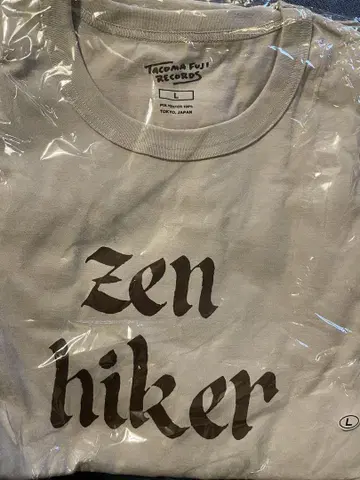 TACOMA FUJI
RECORDS
L
TOKYO, JAPAN
zen
hiker
L